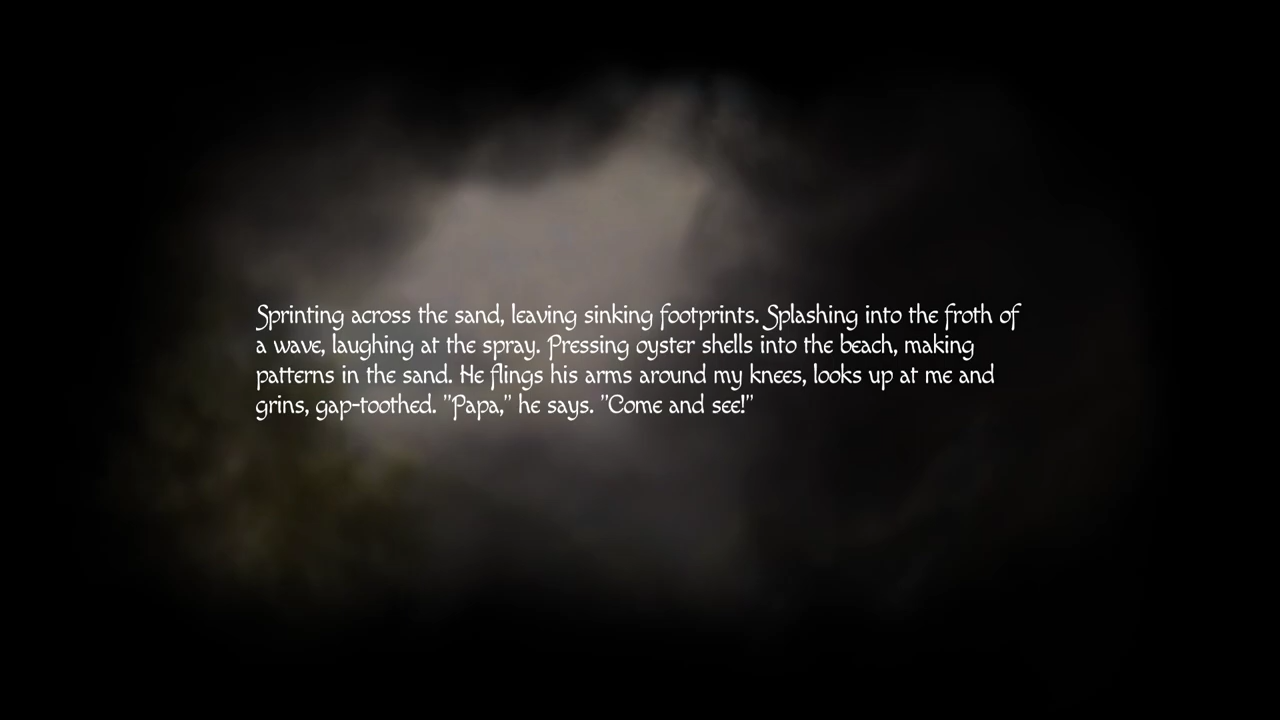 Sprinting across the sand, leaving sinking footprints. Splashing into the froth of
a wave, laughing at the spray. Pressing oyster shells into the beach, making
patterns in the sand. He flings his arms around my knees, looks up at me and
grins, gap-toothed. "Papa," he says. "Come and see!"